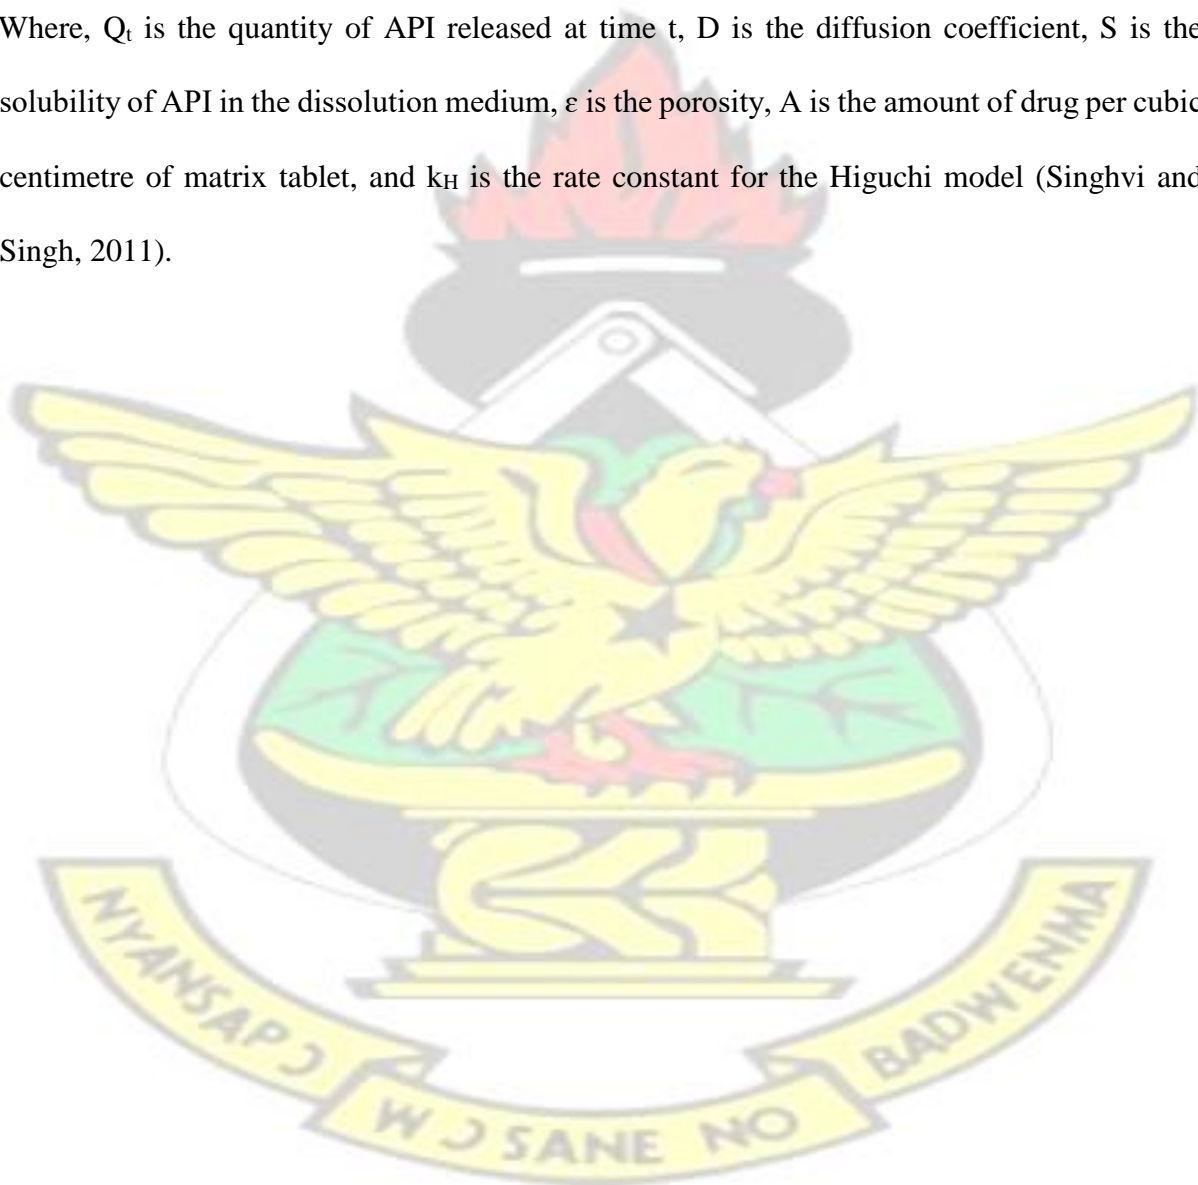 Where, Qt is the quantity of API released at time t, D is the diffusion coefficient, S is the
solubility of API in the dissolution medium, ε is the porosity, A is the amount of drug per cubic
centimetre of matrix tablet, and kH is the rate constant for the Higuchi model (Singhvi and
Singh, 2011).
NYANSAPƆ
WƆSANE NO
BADWENMA